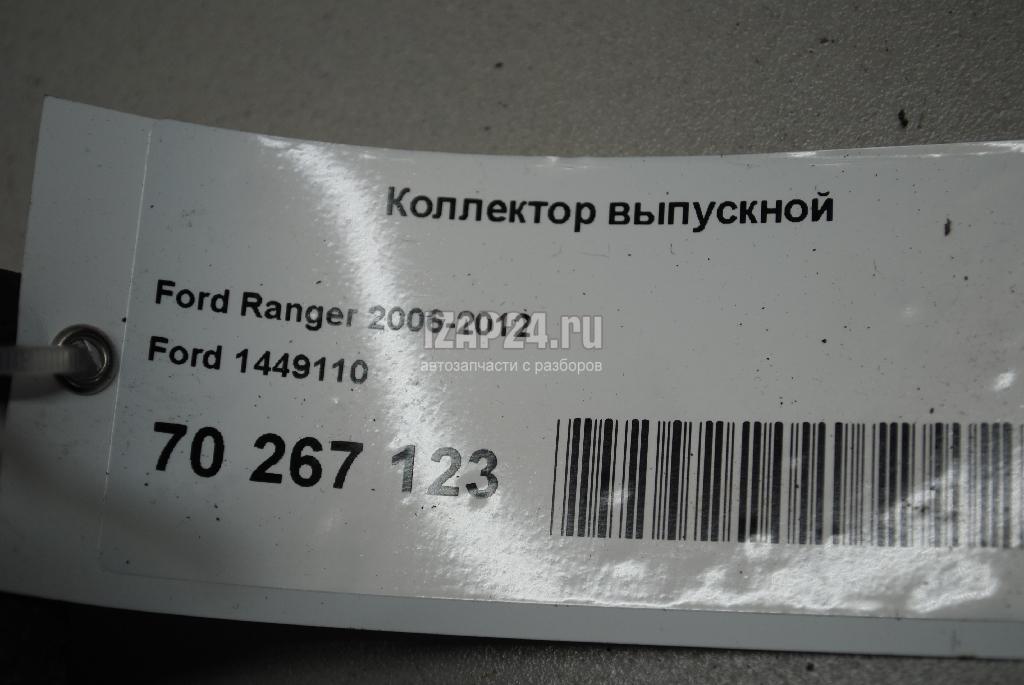 Коллектор выпускной
Ford Ranger 2006-2012
IZAP24.ru
Ford 1449110
автозапчасти с разборов
70 267 123